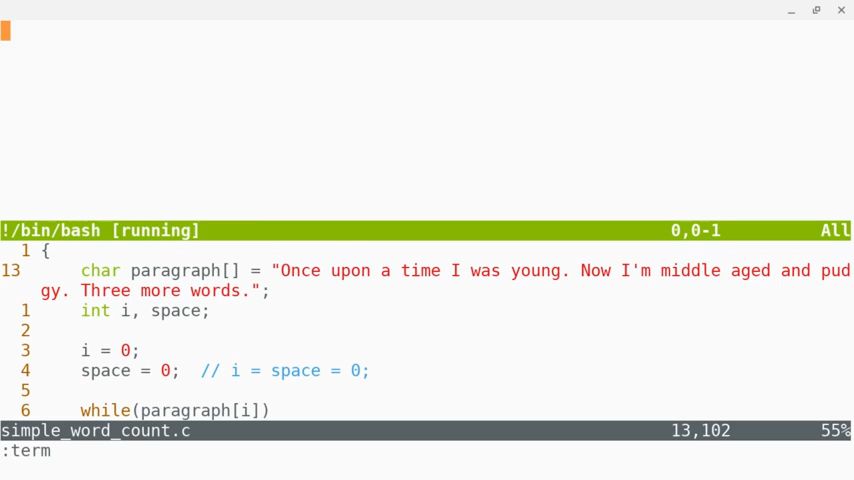 !/bin/bash [running] 0,0-1 All
1 {
13 char paragraph[] = "Once upon a time I was young. Now I'm middle aged and pud
gy. Three more words.";
1 int i, space;
2
3 i = 0;
4 space = 0; // i = space = 0;
5
6 while(paragraph[i])
simple_word_count.c 13,102 55%
:term